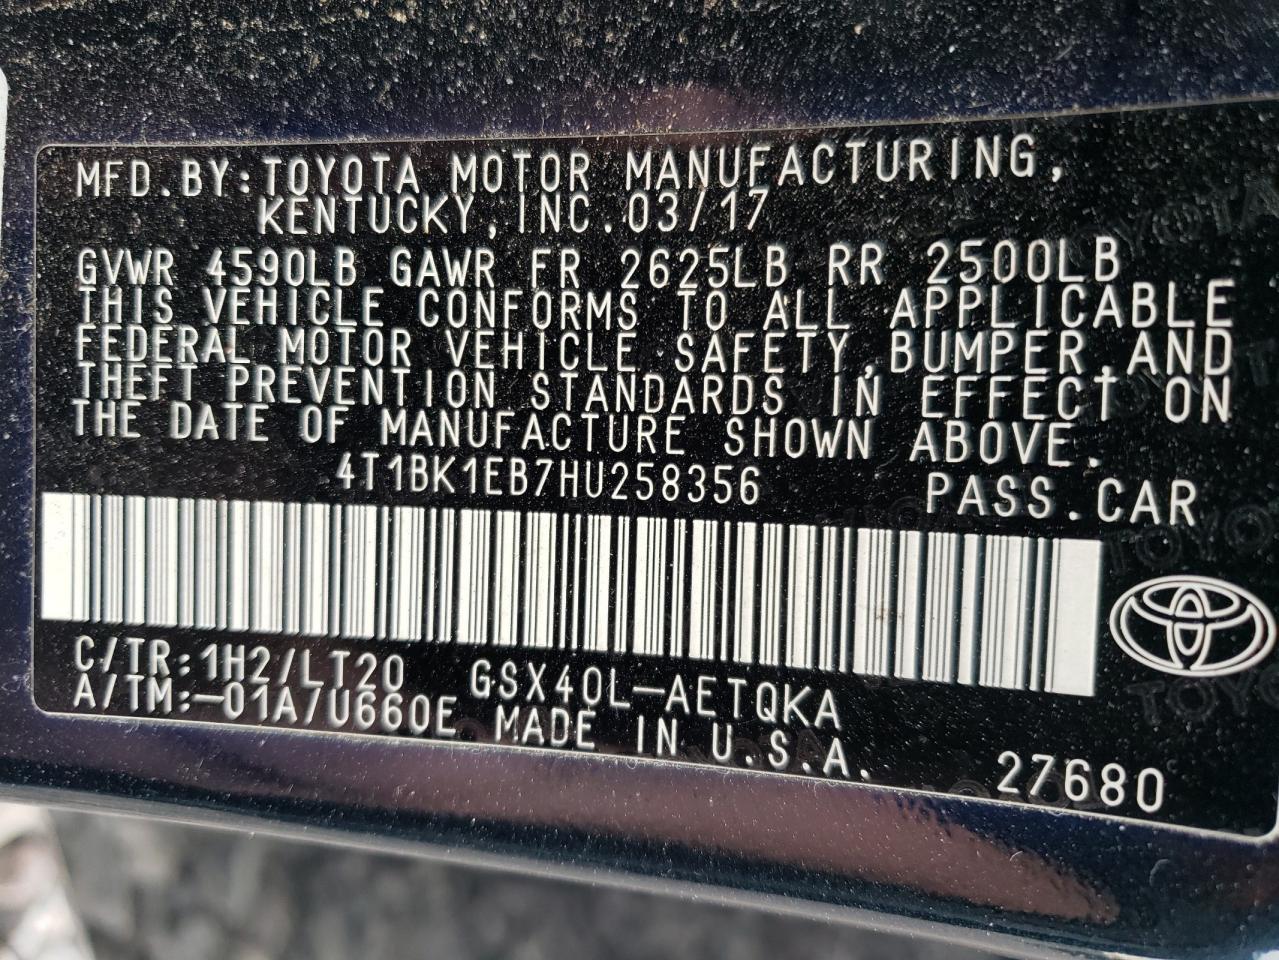 MFD.BY:TOYOTA MOTOR MANUFACTURING,
KENTUCKY,INC.03/17
GVWR 4590LB GAWR FR 2625LB RR 2500LB
THIS VEHICLE CONFORMS TO ALL APPLICABLE
FEDERAL MOTOR VEHICLE SAFETY,BUMPER,AND
THEFT PREVENTION STANDARDS IN EFFECT ON
THE DATE OF MANUFACTURE SHOWN ABOVE.
4T1BK1EB7HU258356 PASS.CAR
C/TR:1H2/LT20 GSX40L-AETQKA
A/TM:-01A7U660E MADE IN U.S.A.
27680